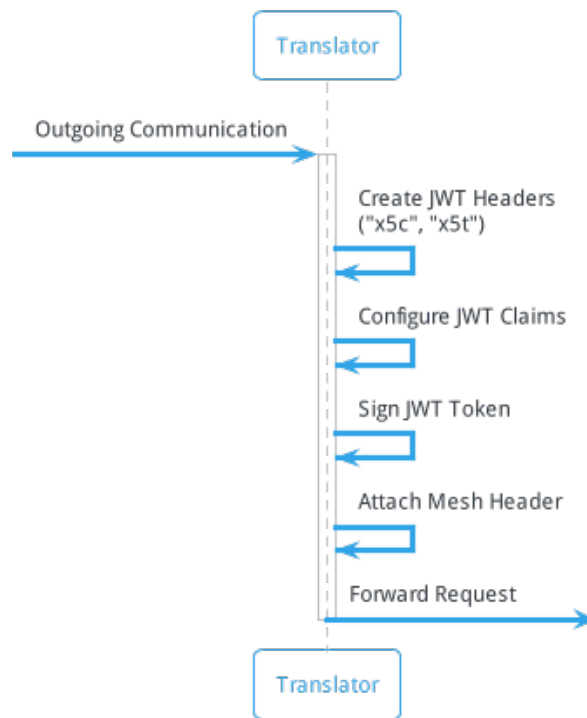 Translator
Outgoing Communication
Create JWT Headers
("x5c", "x5t")
Configure JWT Claims
Sign JWT Token
Attach Mesh Header
Forward Request
Translator